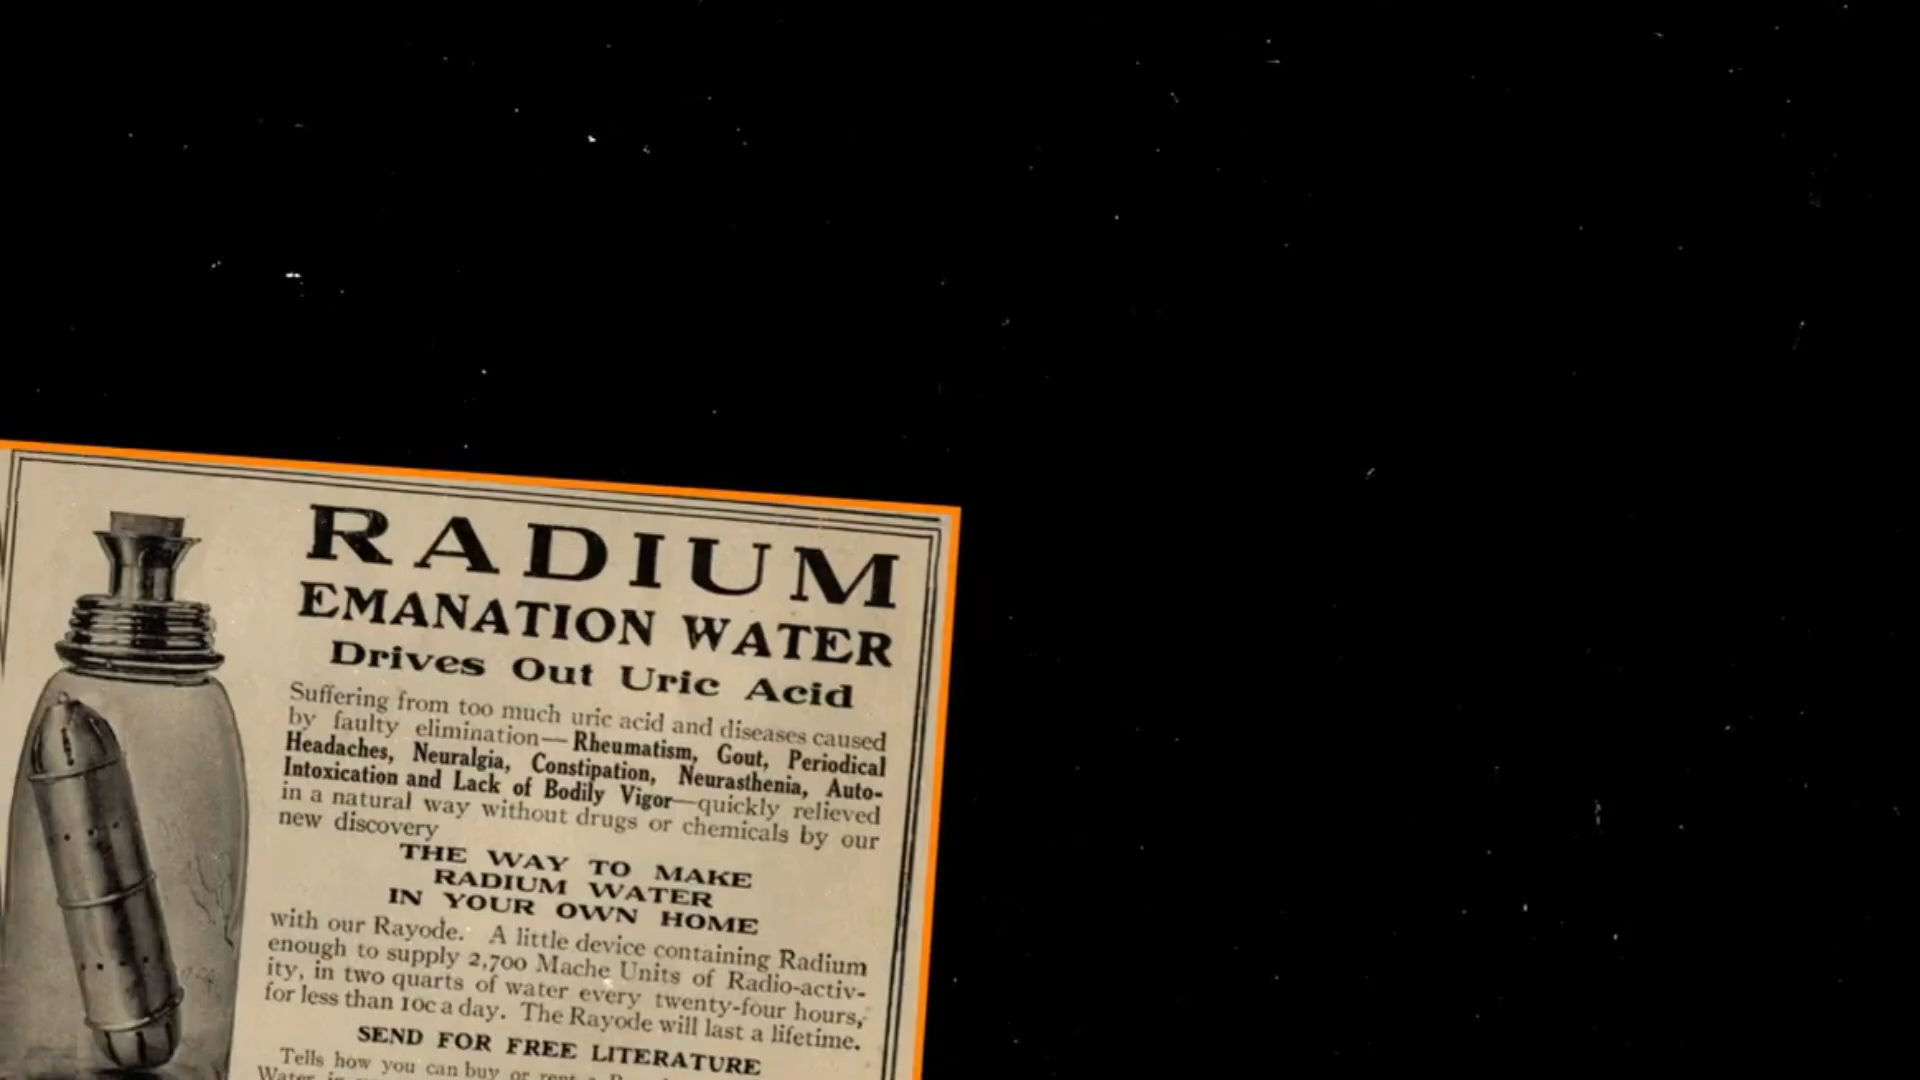 RADIUM
EMANATION WATER
Drives Out Uric Acid
Suffering from too much uric acid and diseases caused
by faulty elimination—Rheumatism, Gout, Periodical
Headaches, Neuralgia, Constipation, Neurasthenia, Auto-
Intoxication and Lack of Bodily Vigor—quickly relieved
in a natural way without drugs or chemicals by our
new discovery
THE WAY TO MAKE
RADIUM WATER
IN YOUR OWN HOME
with our Rayode. A little device containing Radium
enough to supply 2,700 Mache Units of Radio-activ-
ity, in two quarts of water every twenty-four hours,
for less than 10c a day. The Rayode will last a lifetime.
SEND FOR FREE LITERATURE
Tells how you can buy or rent a
Water in